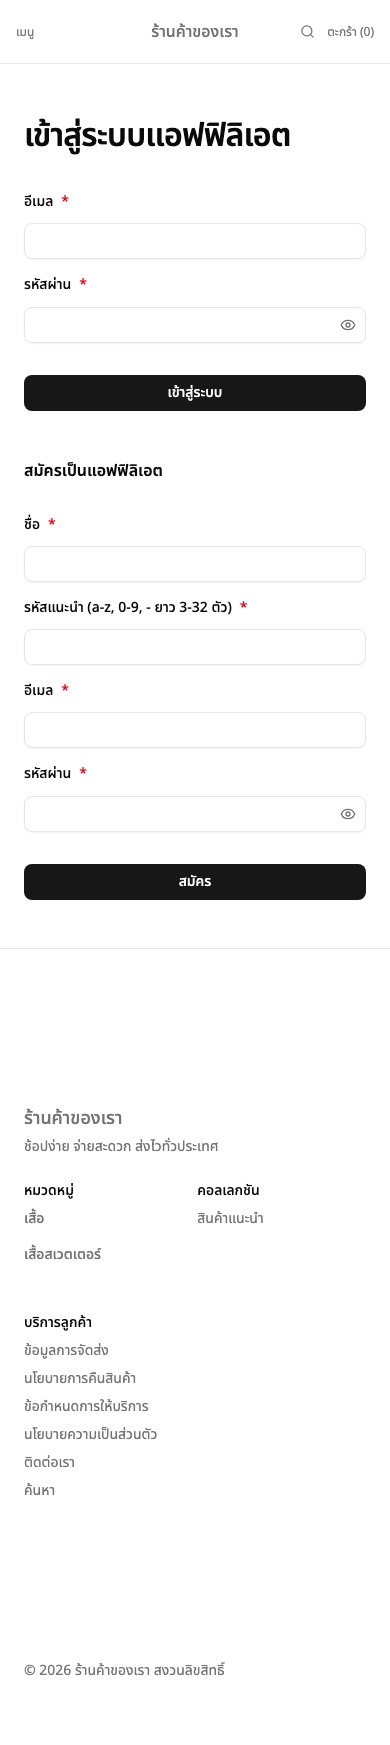 เมนู
ร้านค้าของเรา
ตะกร้า (0)
เข้าสู่ระบบแอฟฟิลิเอต
อีเมล *
รหัสผ่าน *
เข้าสู่ระบบ
สมัครเป็นแอฟฟิลิเอต
ชื่อ *
รหัสแนะนำ (a-z, 0-9, - ยาว 3-32 ตัว) *
อีเมล *
รหัสผ่าน *
สมัคร
ร้านค้าของเรา
ช้อปง่าย จ่ายสะดวก ส่งไวทั่วประเทศ
หมวดหมู่
เสื้อ
เสื้อสเวตเตอร์
คอลเลกชัน
สินค้าแนะนำ
บริการลูกค้า
ข้อมูลการจัดส่ง
นโยบายการคืนสินค้า
ข้อกำหนดการให้บริการ
นโยบายความเป็นส่วนตัว
ติดต่อเรา
ค้นหา
© 2026 ร้านค้าของเรา สงวนลิขสิทธิ์